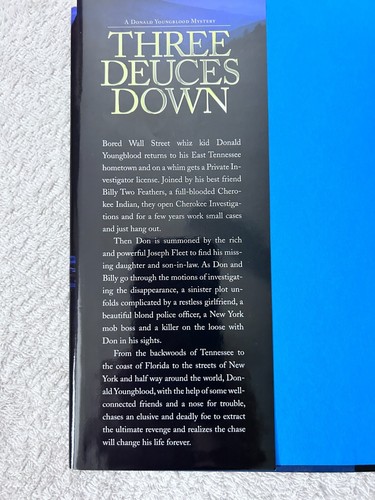 A Donald Youngblood Mystery
THREE
DEUCES
DOWN
Bored Wall Street whiz kid Donald
Youngblood returns to his East Tennessee
hometown and on a whim gets a Private In-
vestigator license. Joined by his best friend
Billy Two Feathers, a full-blooded Chero-
kee Indian, they open Cherokee Investiga-
tions and for a few years work small cases
and just hang out.
Then Don is summoned by the rich
and powerful Joseph Fleet to find his miss-
ing daughter and son-in-law. As Don and
Billy go through the motions of investigat-
ing the disappearance, a sinister plot un-
folds complicated by a restless girlfriend, a
beautiful blond police officer, a New York
mob boss and a killer on the loose with
Don in his sights.
From the backwoods of Tennessee to
the coast of Florida to the streets of New
York and half way around the world, Don-
ald Youngblood, with the help of some well-
connected friends and a nose for trouble,
chases an elusive and deadly foe to extract
the ultimate revenge and realizes the chase
will change his life forever.